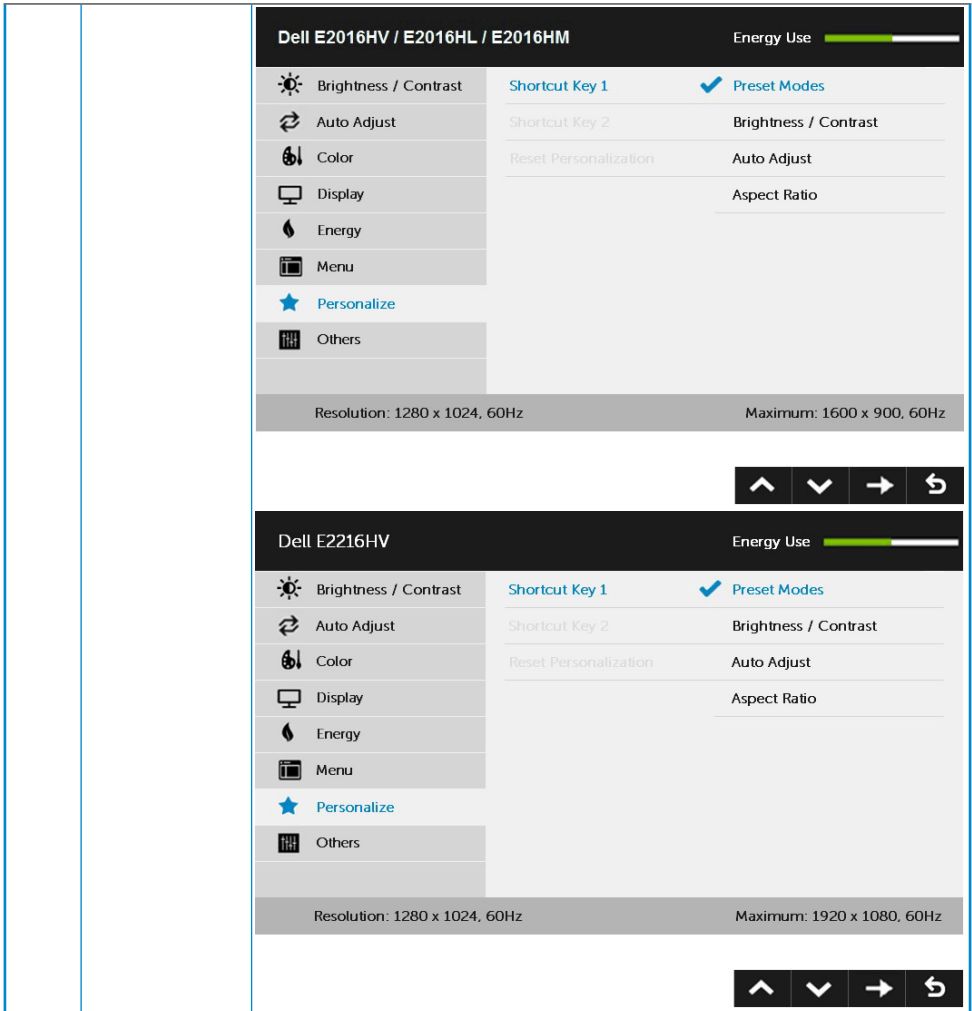 Dell E2016HV / E2016HL / E2016HM Energy Use
Brightness / Contrast Shortcut Key 1 Preset Modes
Auto Adjust Shortcut Key 2 Brightness / Contrast
Color Reset Personalization Auto Adjust
Display Aspect Ratio
Energy
Menu
Personalize
Others
Resolution: 1280 x 1024, 60Hz Maximum: 1600 x 900, 60Hz
Dell E2216HV Energy Use
Brightness / Contrast Shortcut Key 1 Preset Modes
Auto Adjust Shortcut Key 2 Brightness / Contrast
Color Reset Personalization Auto Adjust
Display Aspect Ratio
Energy
Menu
Personalize
Others
Resolution: 1280 x 1024, 60Hz Maximum: 1920 x 1080, 60Hz